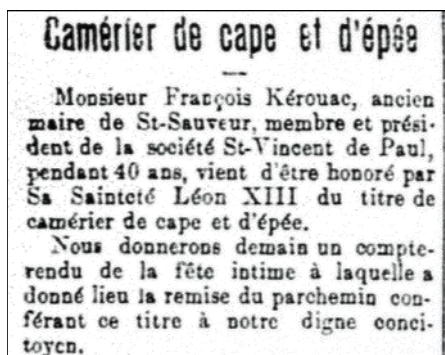 Camérier de cape et d'épée
Monsieur François Kérouac, ancien
maire de St-Sauveur, membre et prési-
dent de la société St-Vincent de Paul,
pendant 40 ans, vient d'être honoré par
Sa Sainteté Léon XIII du titre de
camérier de cape et d'épée.
Nous donnerons demain un compte-
rendu de la fête intime à laquelle a
donné lieu la remise du parchemin con-
férant ce titre à notre digne conci-
toyen.